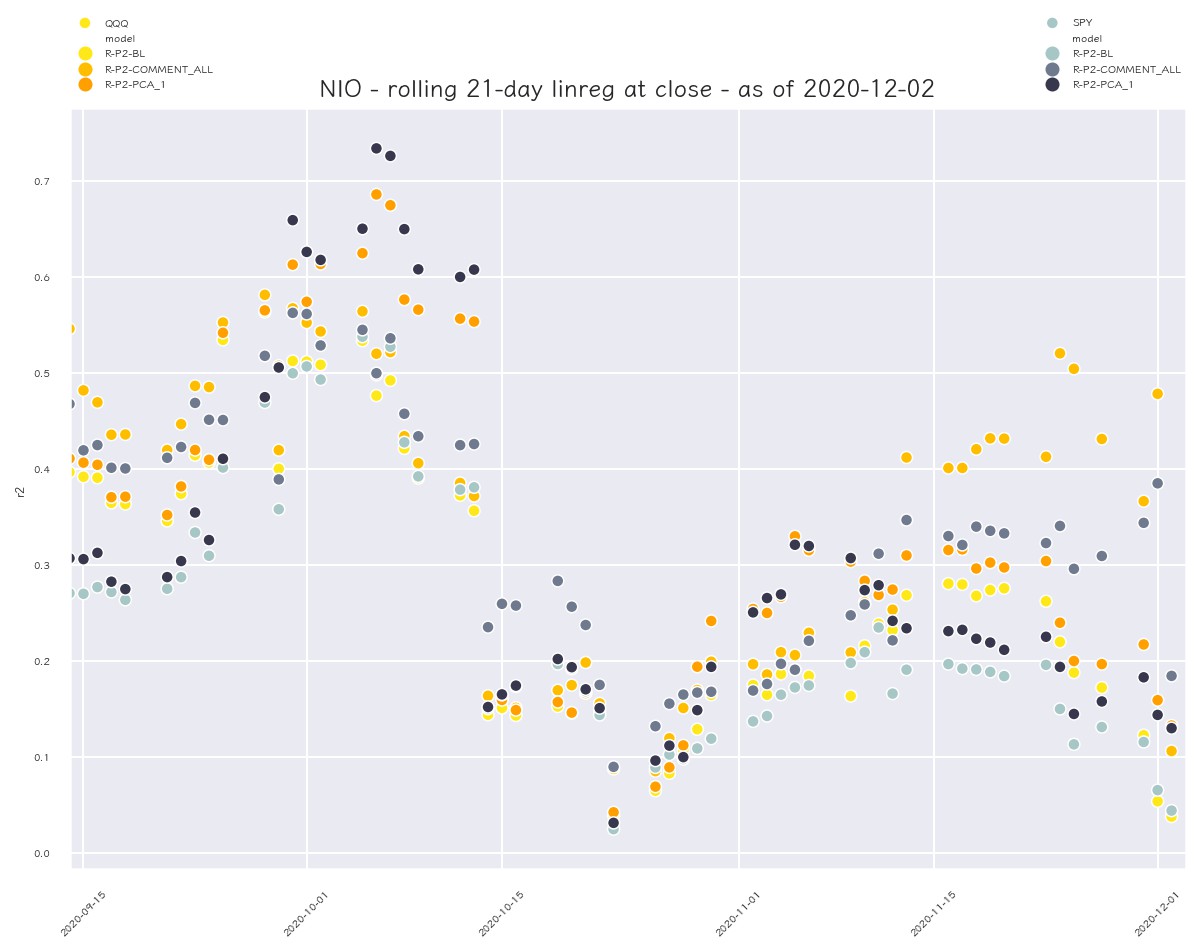 QQQ
model
R-P2-BL
R-P2-COMMENT_ALL
R-P2-PCA_1
SPY
model
R-P2-BL
R-P2-COMMENT_ALL
R-P2-PCA_1
NIO - rolling 21-day linreg at close - as of 2020-12-02
0.7
0.6
0.5
0.4
r2
0.3
0.2
0.1
0.0
2020-09-15
2020-10-01
2020-10-15
2020-11-01
2020-11-15
2020-12-01